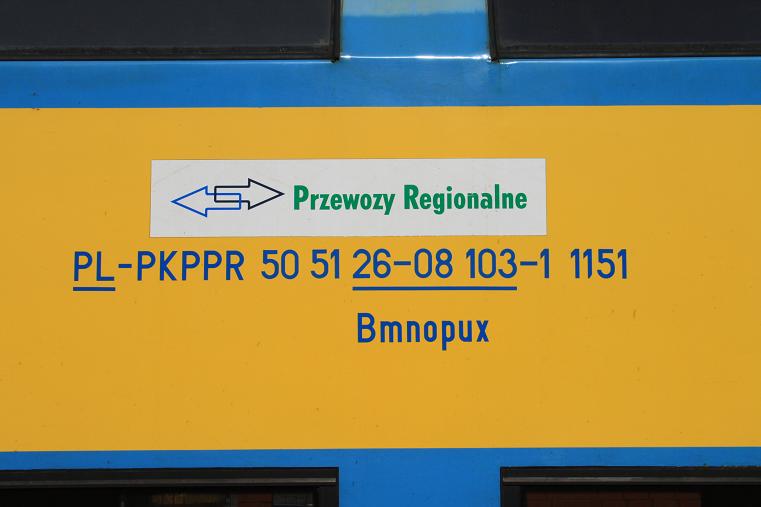 Przewozy Regionalne
PL-PKPPR 50 51 26-08 103-1 1151
Bmnopux